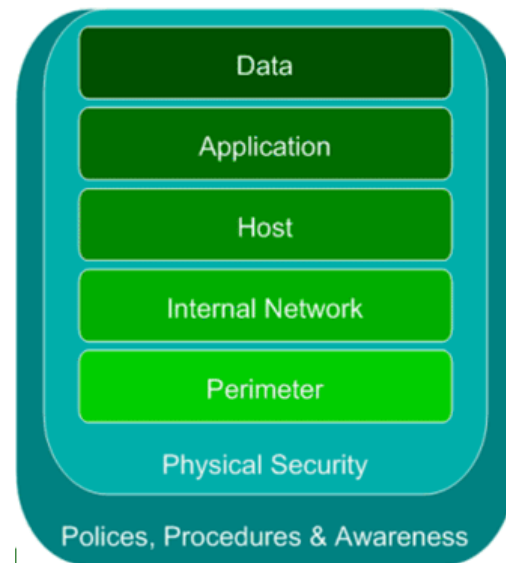 Data
Application
Host
Internal Network
Perimeter
Physical Security
Polices, Procedures & Awareness